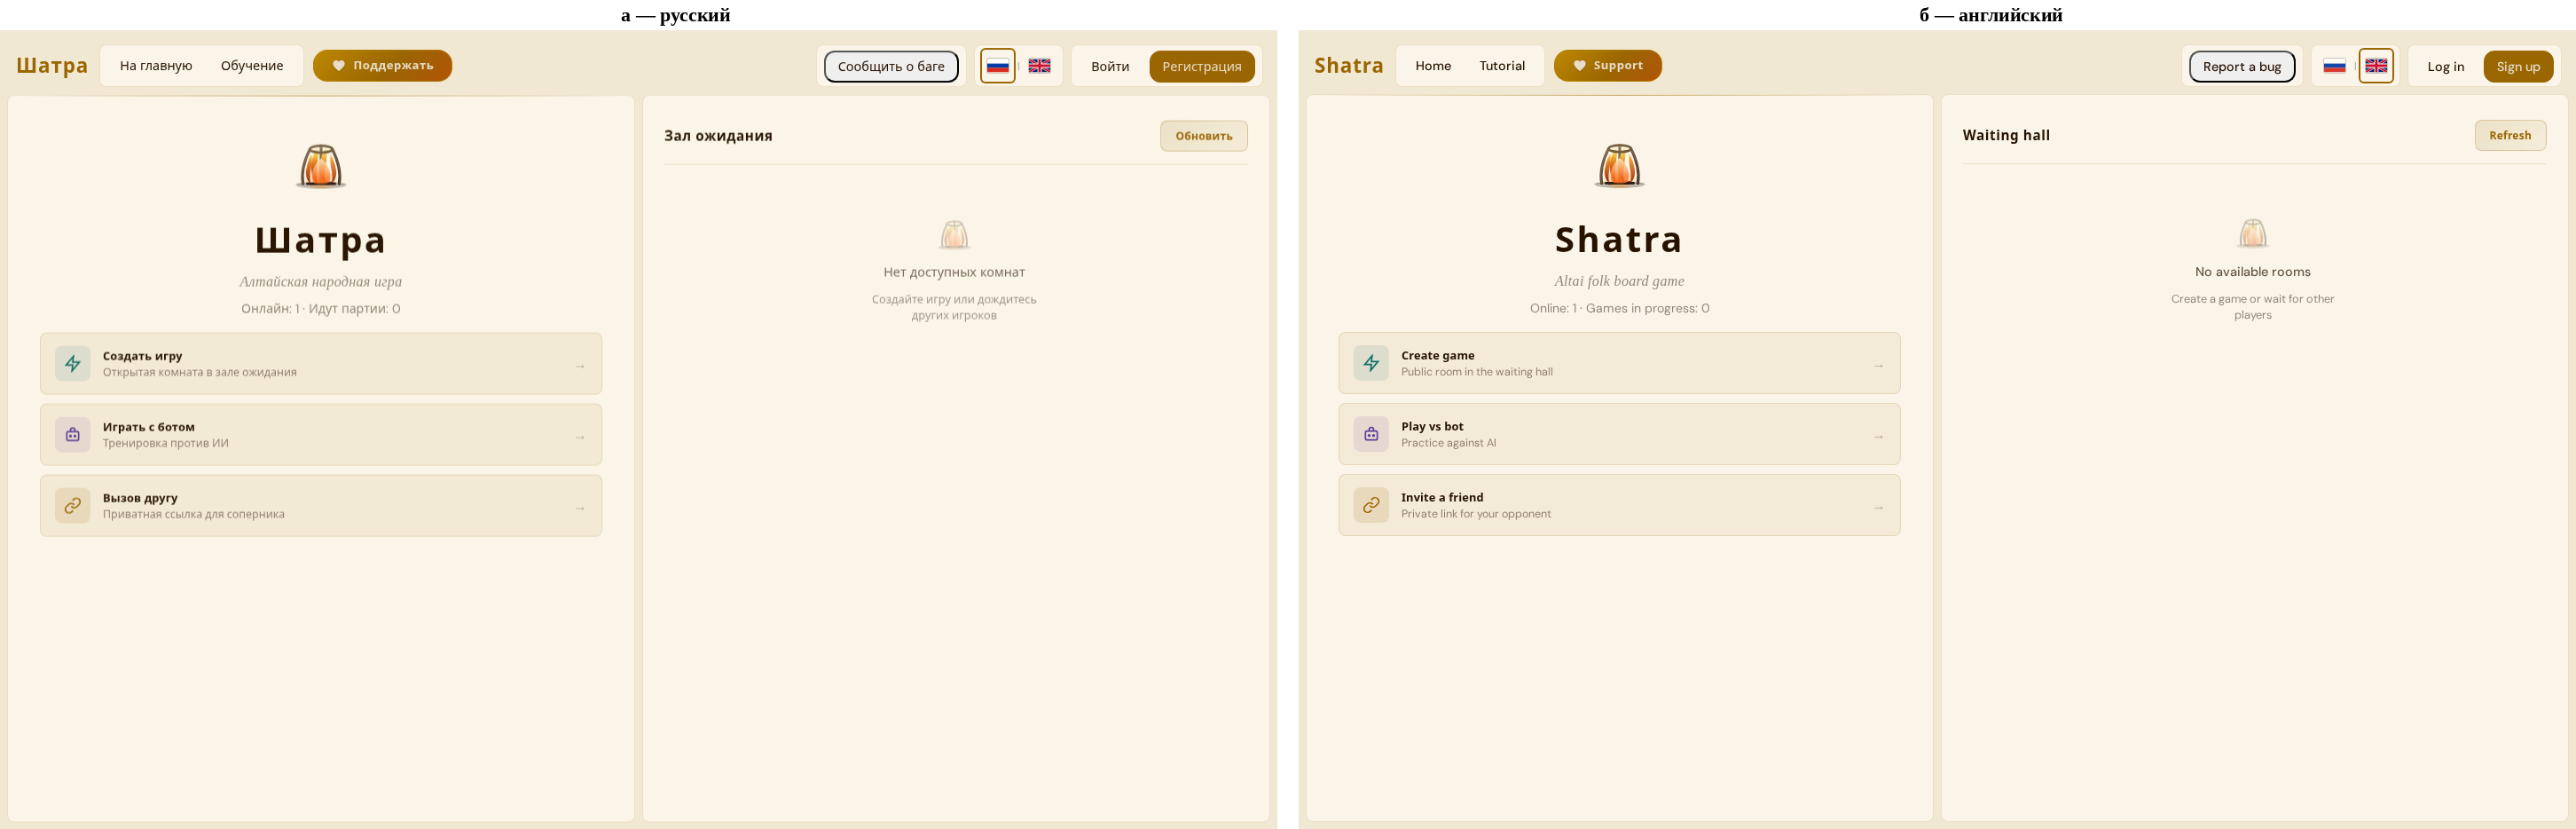 а — русский
Шатра
На главную
Обучение
Поддержать
Сообщить о баге
Войти
Регистрация
Шатра
Алтайская народная игра
Онлайн: 1 · Идут партии: 0
Создать игру
Открытая комната в зале ожидания
→
Играть с ботом
Тренировка против ИИ
→
Вызов другу
Приватная ссылка для соперника
→
Зал ожидания
Обновить
Нет доступных комнат
Создайте игру или дождитесь
других игроков
б — английский
Shatra
Home
Tutorial
Support
Report a bug
Log in
Sign up
Shatra
Altai folk board game
Online: 1 · Games in progress: 0
Create game
Public room in the waiting hall
→
Play vs bot
Practice against AI
→
Invite a friend
Private link for your opponent
→
Waiting hall
Refresh
No available rooms
Create a game or wait for other
players